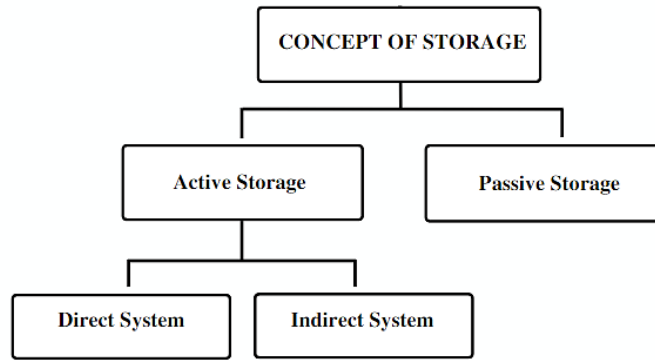 CONCEPT OF STORAGE
Active Storage
Passive Storage
Direct System
Indirect System